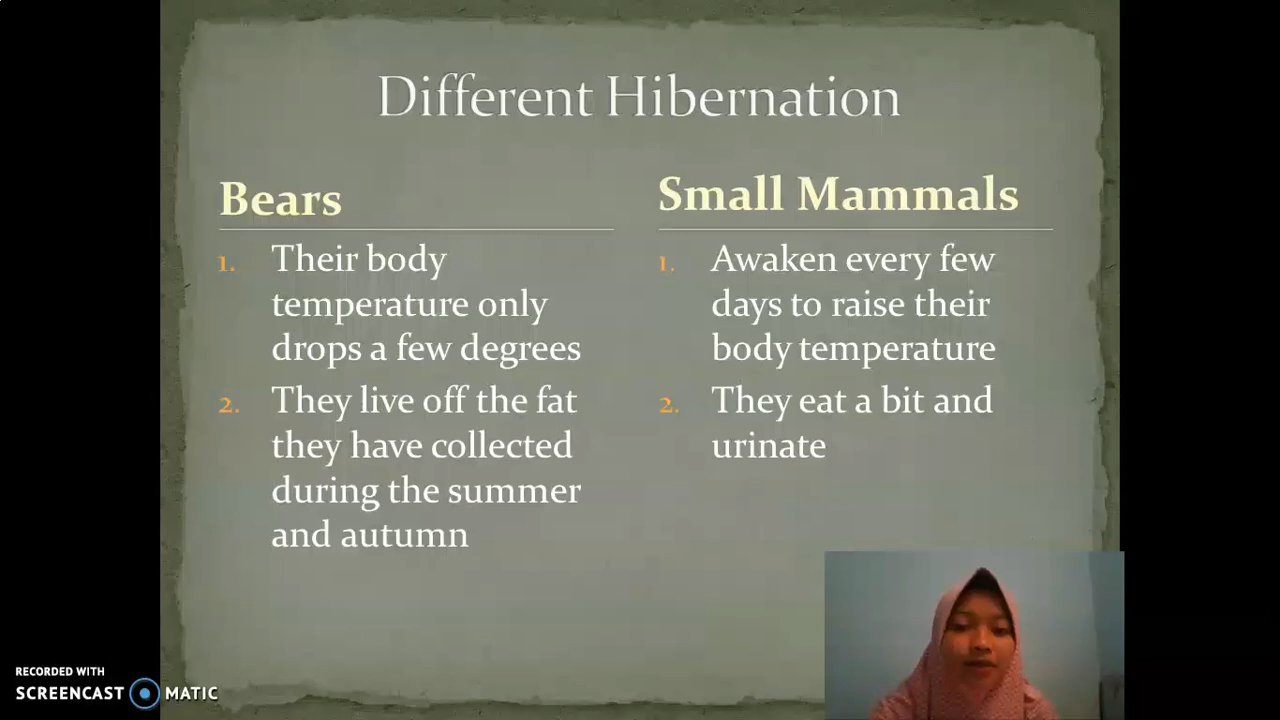 Different Hibernation
Bears
1. Their body
temperature only
drops a few degrees
2. They live off the fat
they have collected
during the summer
and autumn
Small Mammals
1. Awaken every few
days to raise their
body temperature
2. They eat a bit and
urinate
RECORDED WITH
SCREENCAST MATIC